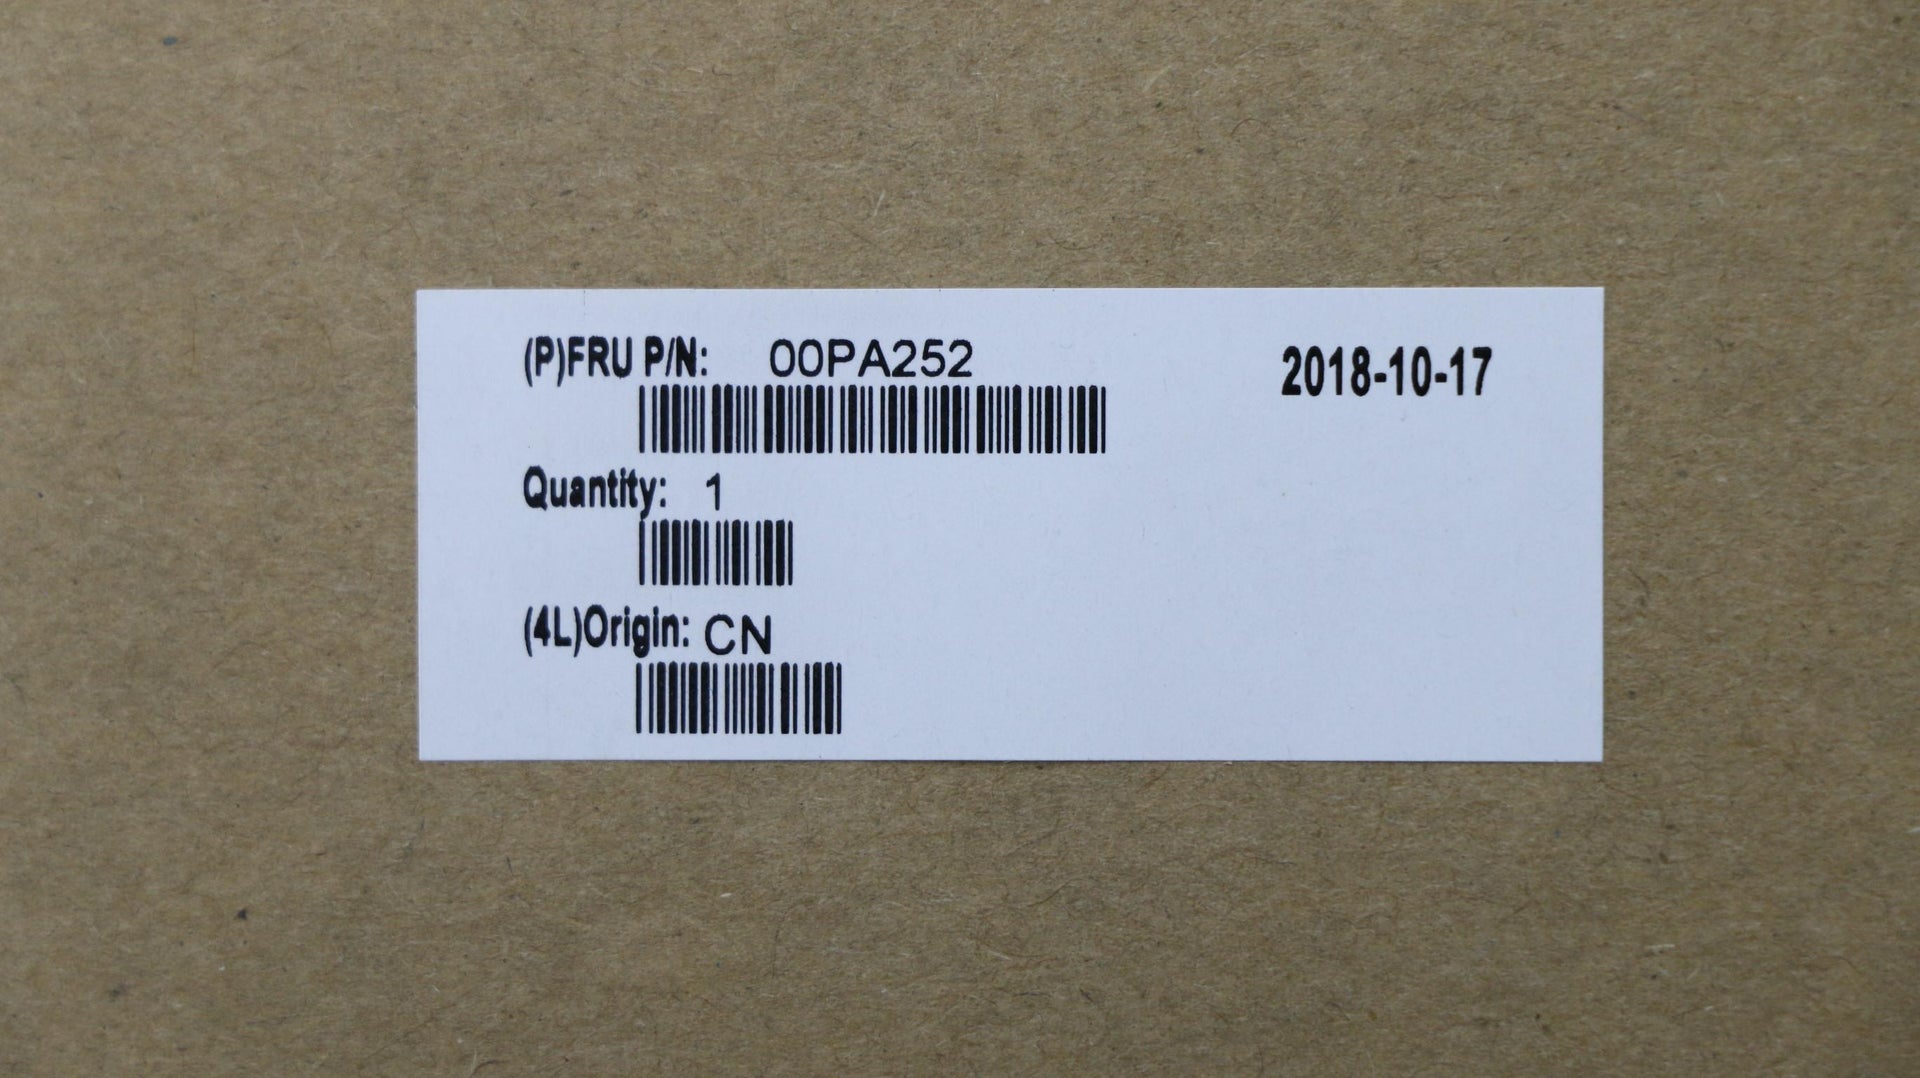 (P)FRU P/N: 00PA252
2018-10-17
Quantity: 1
(4L)Origin: CN